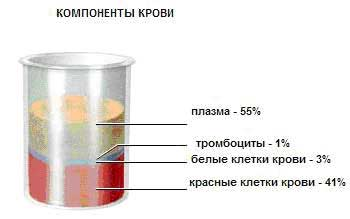 КОМПОНЕНТЫ КРОВИ
плазма - 55%
тромбоциты - 1%
белые клетки крови - 3%
красные клетки крови - 41%